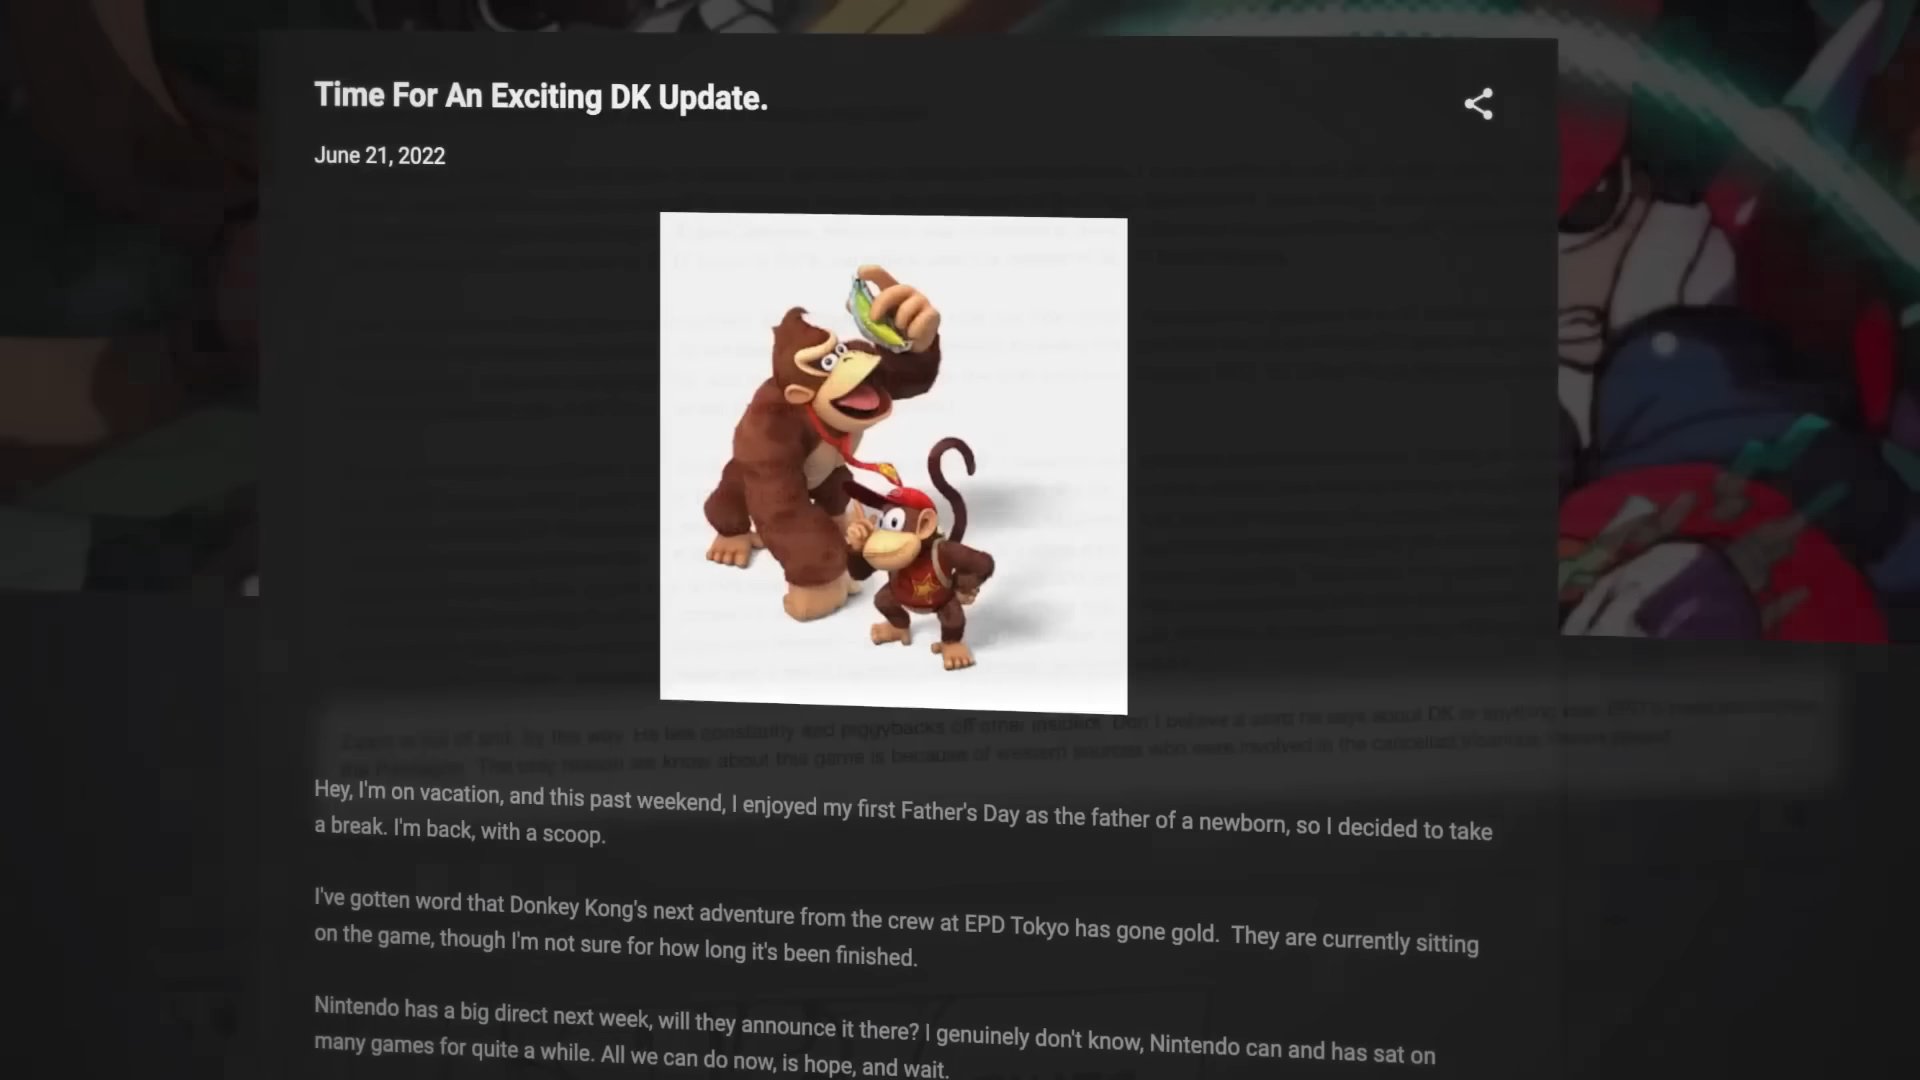 Time For An Exciting DK Update.
June 21, 2022
Hey, I'm on vacation, and this past weekend, I enjoyed my first Father's Day as the father of a newborn, so I decided to take
a break. I'm back, with a scoop.
I've gotten word that Donkey Kong's next adventure from the crew at EPD Tokyo has gone gold.  They are currently sitting
on the game, though I'm not sure for how long it's been finished.
Nintendo has a big direct next week, will they announce it there? I genuinely don't know, Nintendo can and has sat on
many games for quite a while. All we can do now, is hope, and wait.